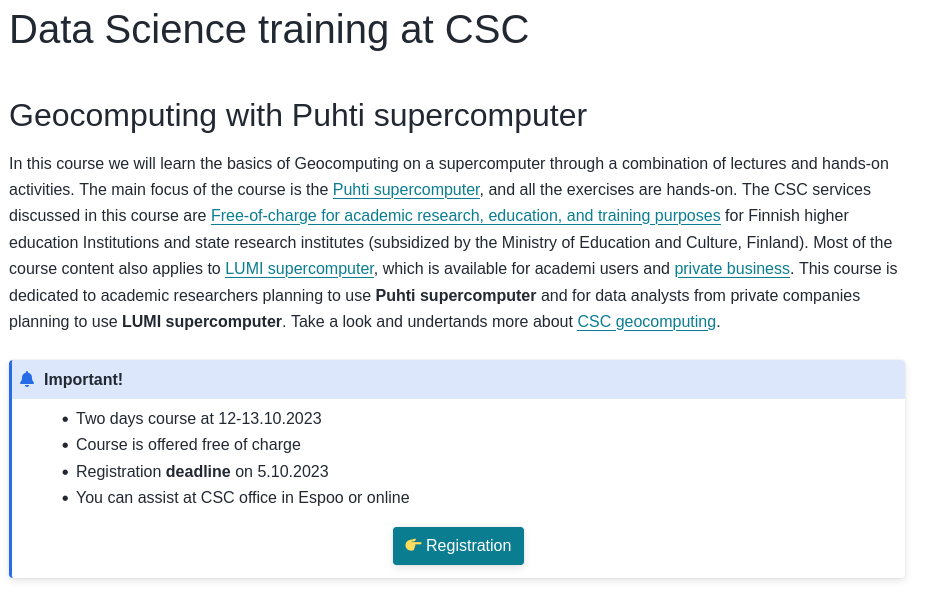 Data Science training at CSC
Geocomputing with Puhti supercomputer
In this course we will learn the basics of Geocomputing on a supercomputer through a combination of lectures and hands-on
activities. The main focus of the course is the Puhti supercomputer, and all the exercises are hands-on. The CSC services
discussed in this course are Free-of-charge for academic research, education, and training purposes for Finnish higher
education Institutions and state research institutes (subsidized by the Ministry of Education and Culture, Finland). Most of the
course content also applies to LUMI supercomputer, which is available for academi users and private business. This course is
dedicated to academic researchers planning to use Puhti supercomputer and for data analysts from private companies
planning to use LUMI supercomputer. Take a look and undertands more about CSC geocomputing.
Important!
• Two days course at 12-13.10.2023
• Course is offered free of charge
• Registration deadline on 5.10.2023
• You can assist at CSC office in Espoo or online
👉 Registration